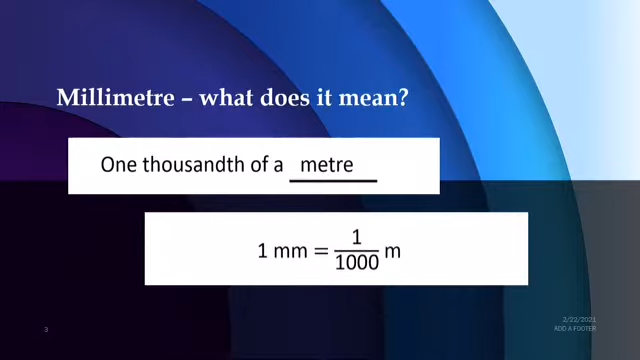 Millimetre – what does it mean?
One thousandth of a metre
1 mm = 1/1000 m
3
2/22/2021
ADD A FOOTER